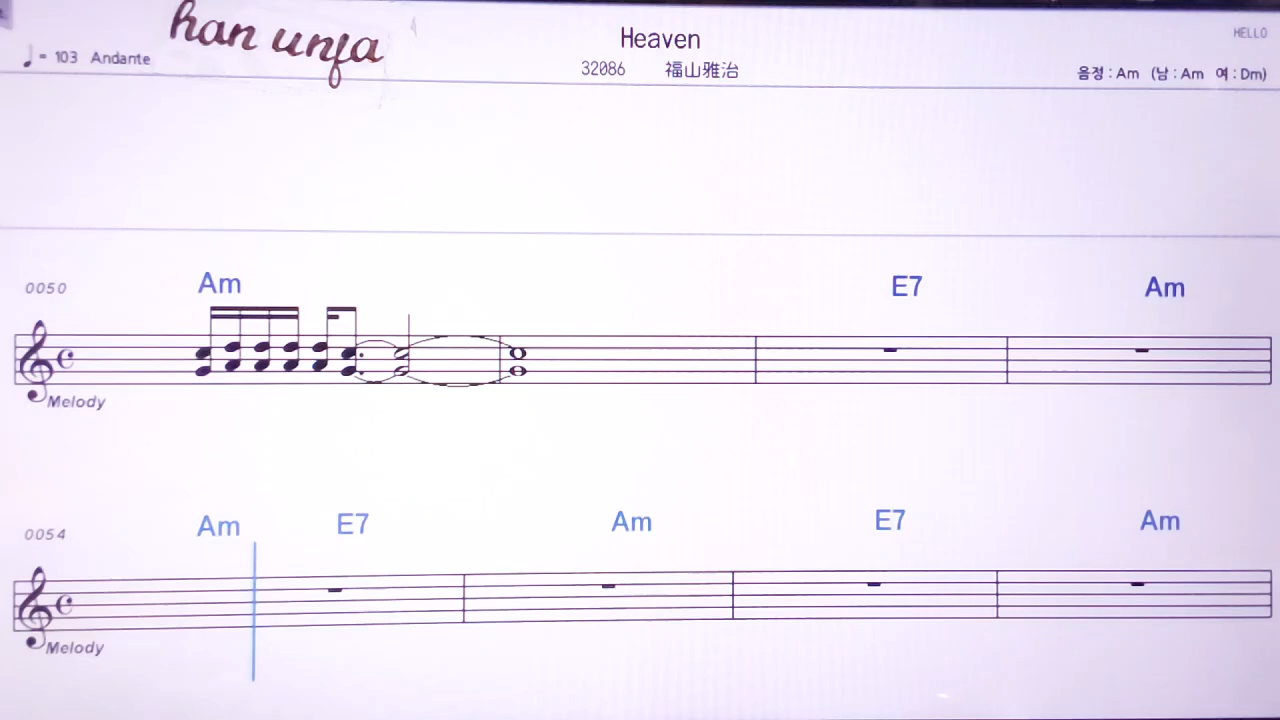 han unja
Heaven
HELLO
♩ = 103 Andante
32086 福山雅治
음정 : Am (남 : Am 여 : Dm)
0050
Am E7 Am
Melody
0054
Am E7 Am E7 Am
Melody